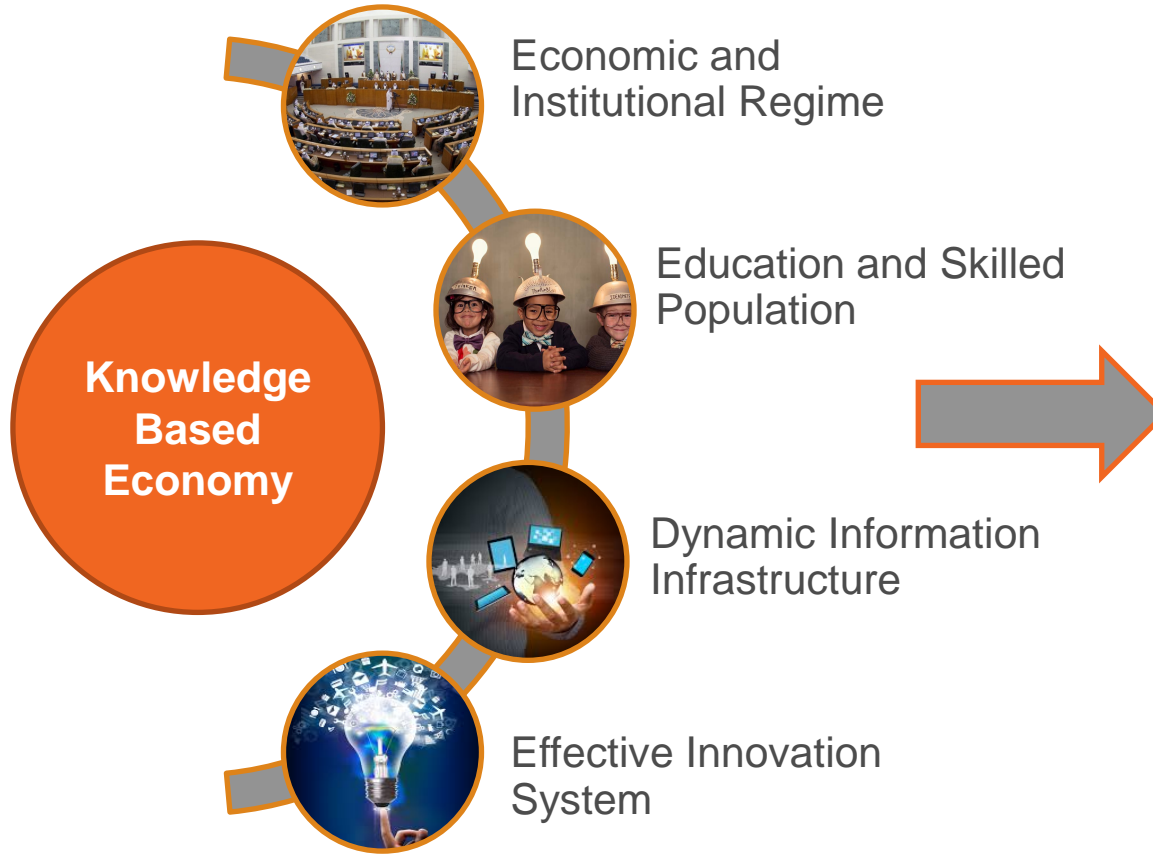 Economic and
Institutional Regime
Education and Skilled
Population
Knowledge
Based
Economy
Dynamic Information
Infrastructure
Effective Innovation
System